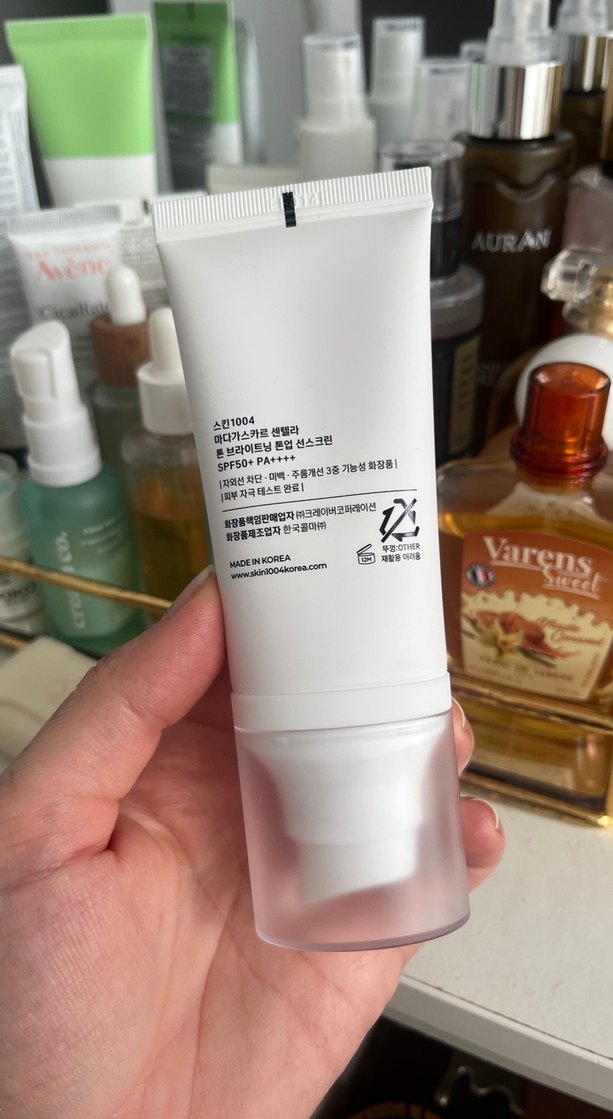 스킨1004
마다가스카르 센텔라
톤 브라이트닝 톤업 선스크린
SPF50+ PA++++
|자외선 차단 · 미백 · 주름개선 3중 기능성 화장품|
|피부 자극 테스트 완료|
화장품책임판매업자 ㈜크레이버코퍼레이션
화장품제조업자 한국콜마㈜
뚜껑:OTHER
재활용 어려움
12M
MADE IN KOREA
www.skin1004korea.com
Avène
Cicalfate
AURAN
Varens
Sweet